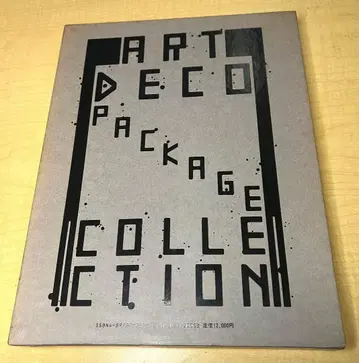 ART
DECO
PACKAGE
COLLE
CTION
定価12,000円